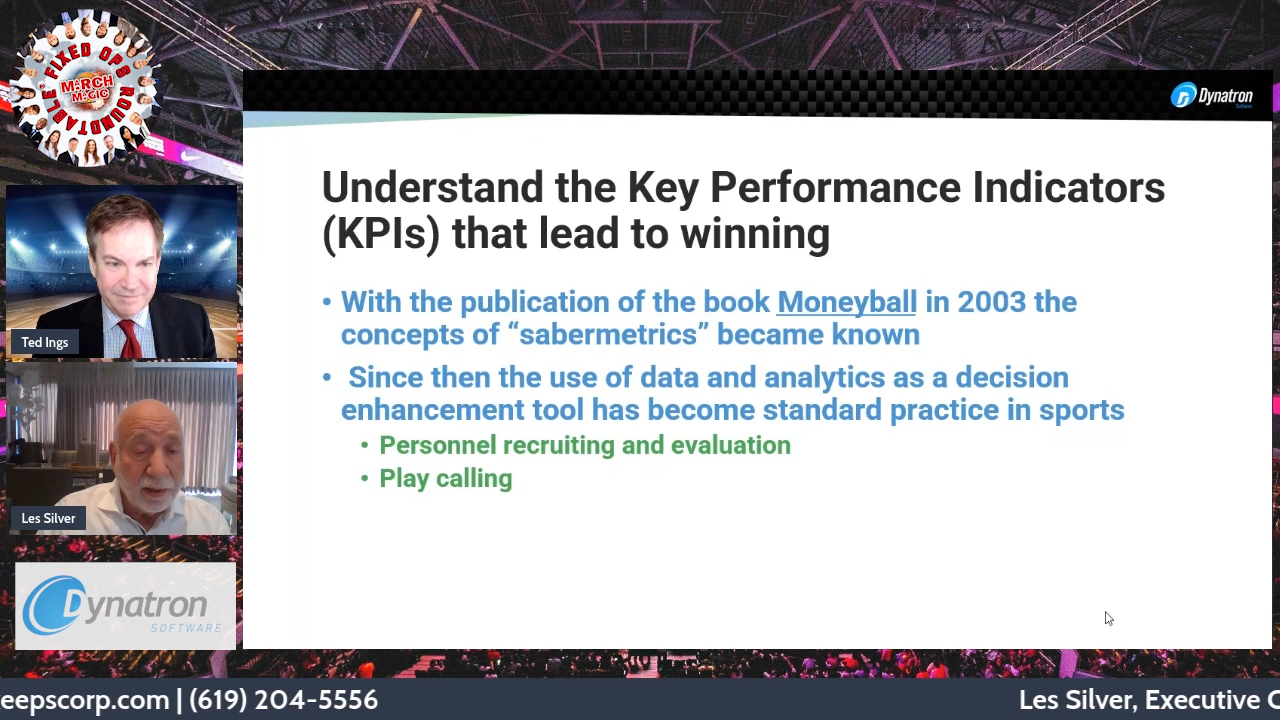 FIXED OPS ROUNDTABLE
MARCH
MAGIC
Dynatron
Software
Understand the Key Performance Indicators
(KPIs) that lead to winning
• With the publication of the book Moneyball in 2003 the
concepts of “sabermetrics” became known
• Since then the use of data and analytics as a decision
enhancement tool has become standard practice in sports
• Personnel recruiting and evaluation
• Play calling
Ted Ings
Les Silver
Dynatron
SOFTWARE
eepscorp.com | (619) 204-5556
Les Silver, Executive C